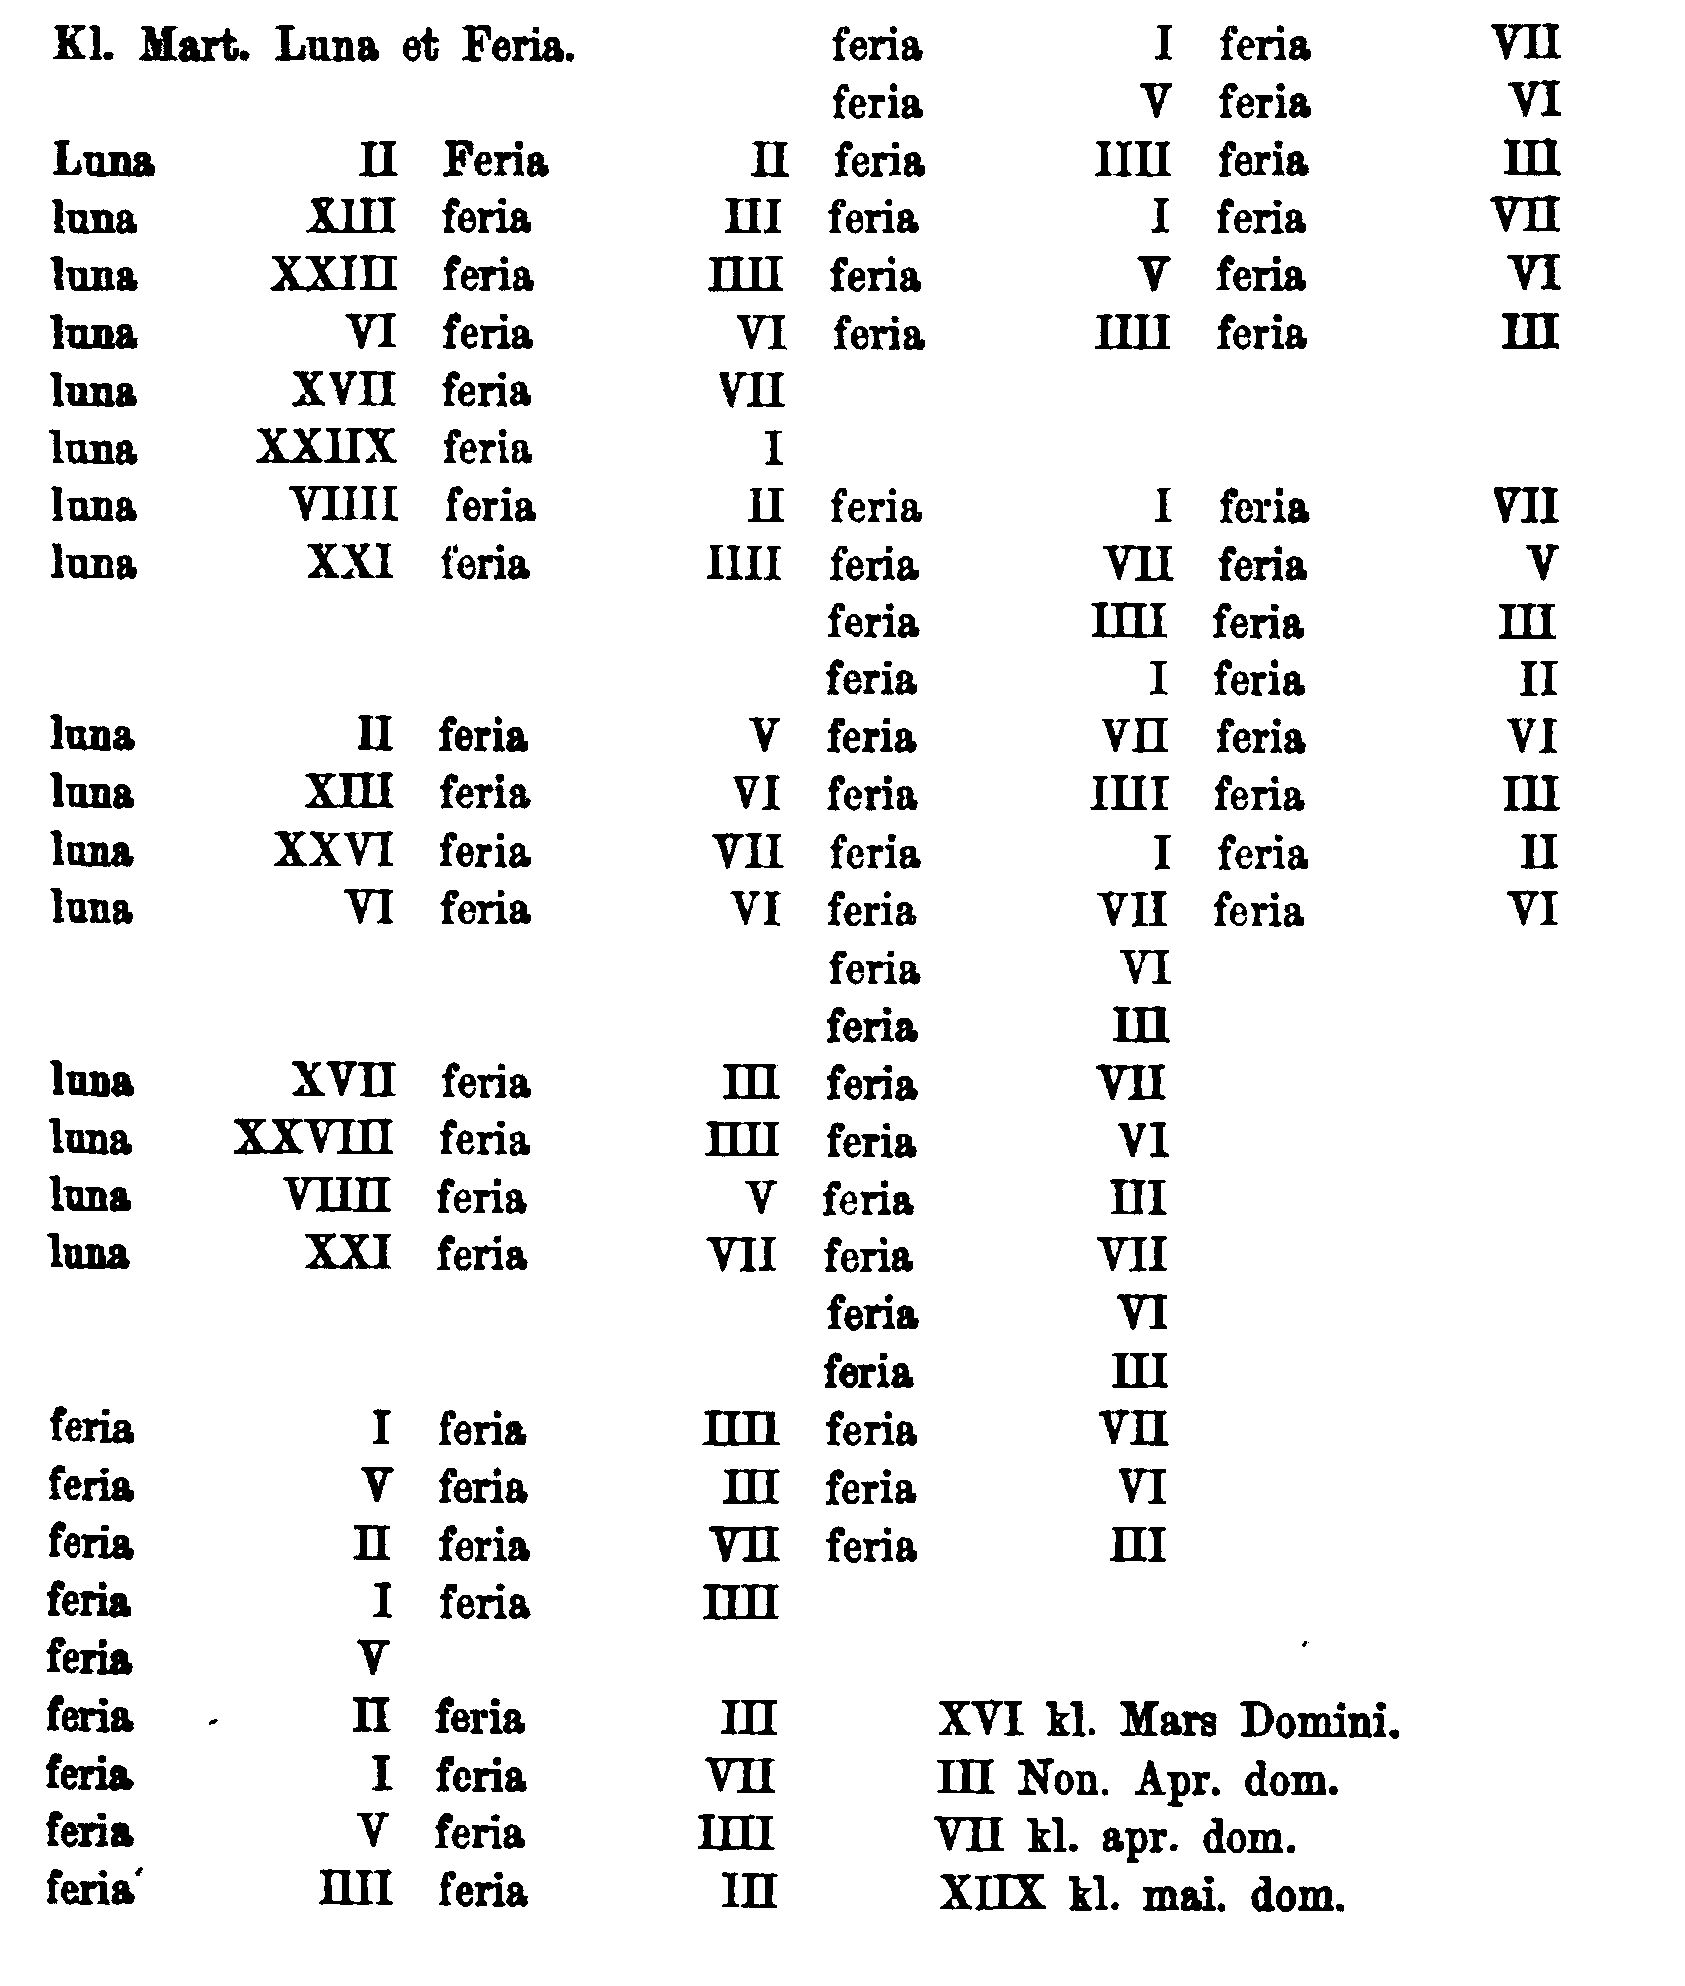 Kl. Mart. Luna et Feria. feria I feria VII
feria V feria VI
Luna II Feria II feria IIII feria III
luna XIII feria III feria I feria VII
luna XXIII feria IIII feria V feria VI
luna VI feria VI feria IIII feria III
luna XVII feria VII
luna XXIIX feria I
luna VIIII feria II feria I feria VII
luna XXI feria IIII feria VII feria V
feria IIII feria III
feria I feria II
luna II feria V feria VII feria VI
luna XIII feria VI feria IIII feria III
luna XXVI feria VII feria I feria II
luna VI feria VI feria VII feria VI
feria VI
feria III
luna XVII feria III feria VII
luna XXVIII feria IIII feria VI
luna VIIII feria V feria III
luna XXI feria VII feria VII
feria VI
feria III
feria I feria IIII feria VII
feria V feria III feria VI
feria II feria VII feria III
feria I feria IIII
feria V
feria II feria III XVI kl. Mars Domini.
feria I feria VII III Non. Apr. dom.
feria V feria IIII VII kl. apr. dom.
feria IIII feria III XIIX kl. mai. dom.